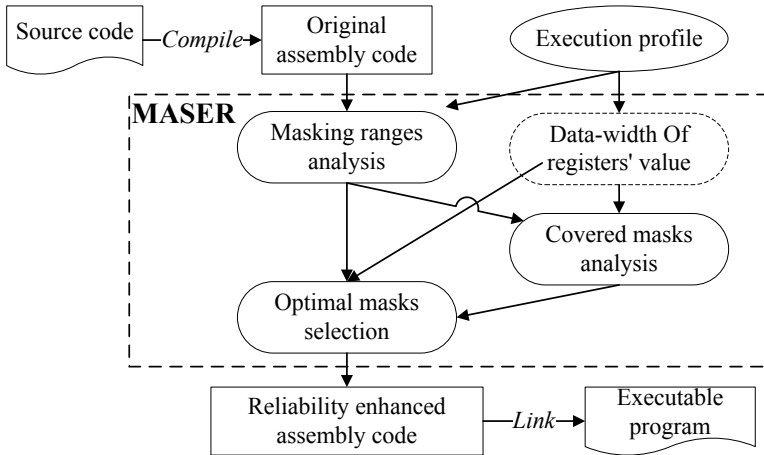 Source code
Compile
Original
assembly code
Execution profile
MASER
Masking ranges
analysis
Data-width Of
registers' value
Covered masks
analysis
Optimal masks
selection
Reliability enhanced
assembly code
Link
Executable
program